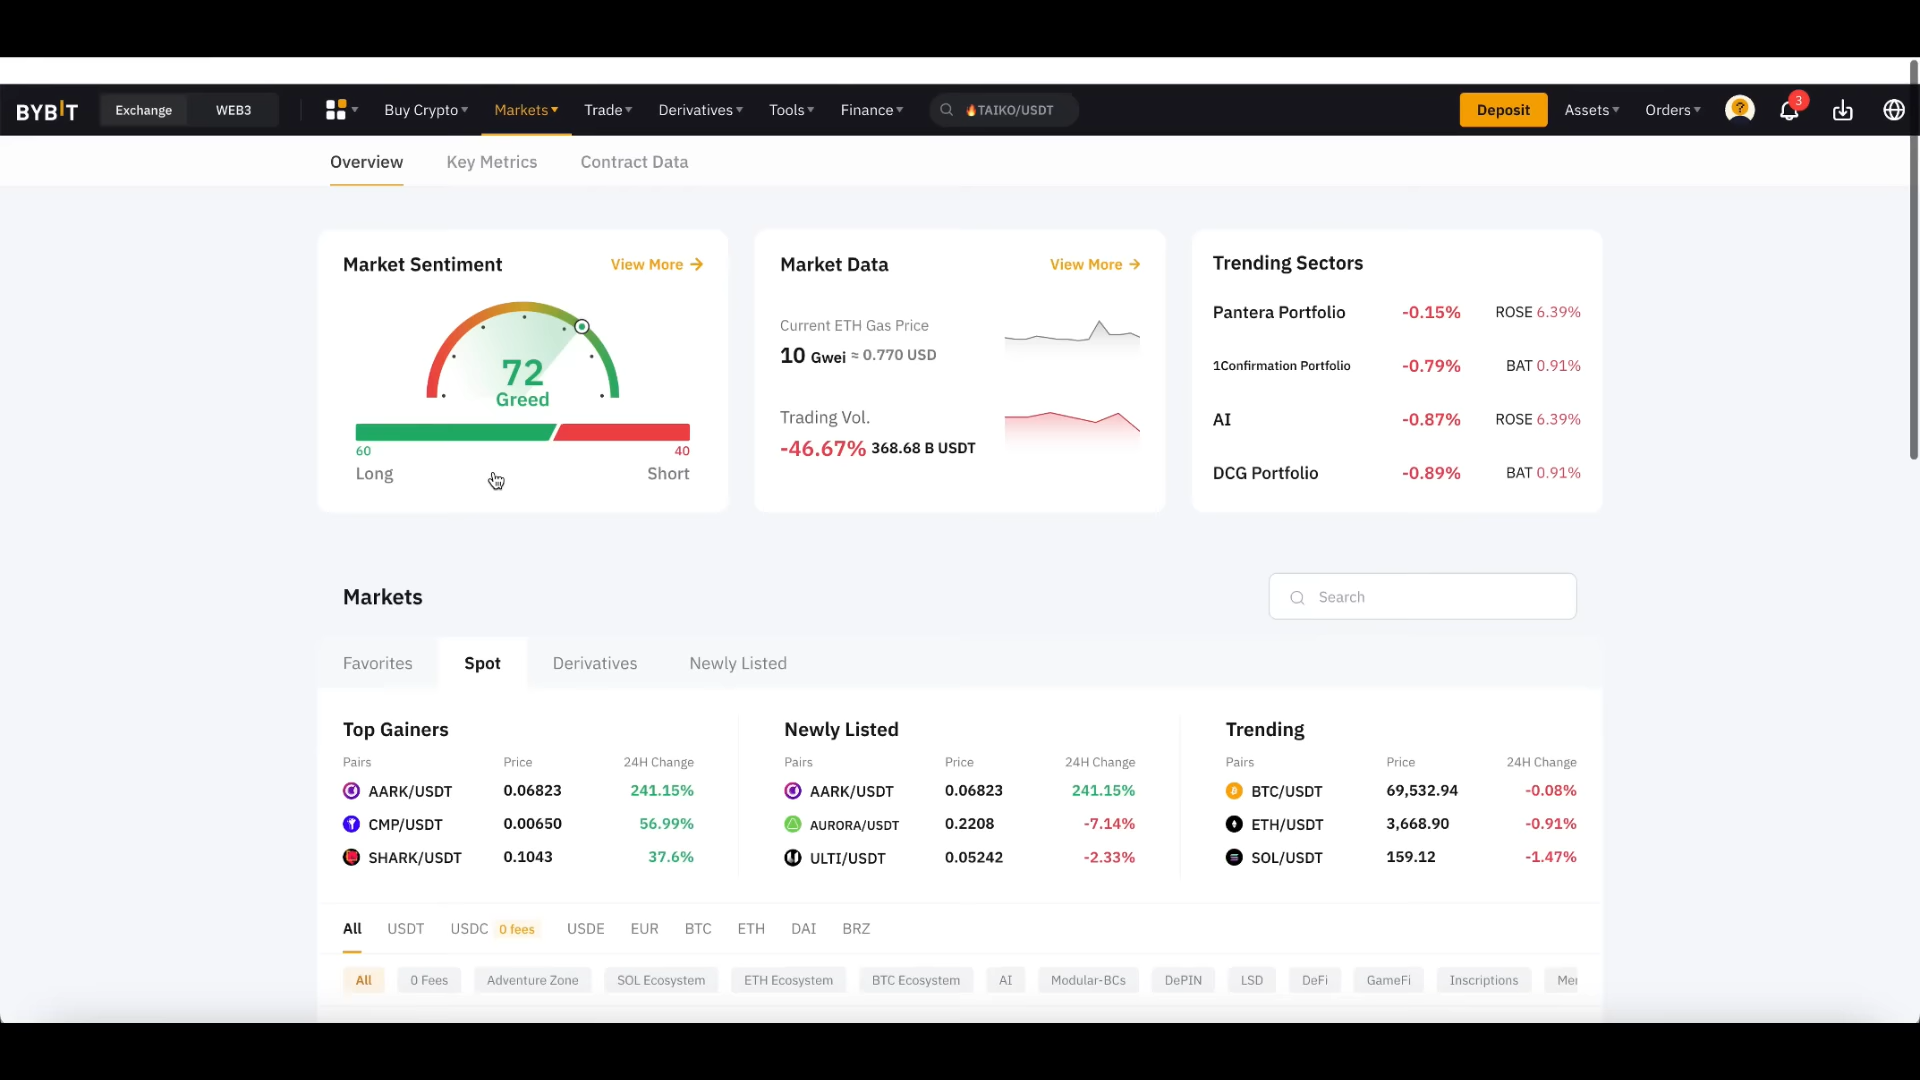 BYBIT Exchange WEB3 Buy Crypto Markets Trade Derivatives Tools Finance 🔥TAIKO/USDT Deposit Assets Orders ? 3
Overview Key Metrics Contract Data
Market Sentiment View More →
72
Greed
60 40
Long Short
Market Data View More →
Current ETH Gas Price
10 Gwei ≈ 0.770 USD
Trading Vol.
-46.67% 368.68 B USDT
Trending Sectors
Pantera Portfolio -0.15% ROSE 6.39%
1Confirmation Portfolio -0.79% BAT 0.91%
AI -0.87% ROSE 6.39%
DCG Portfolio -0.89% BAT 0.91%
Markets Search
Favorites Spot Derivatives Newly Listed
Top Gainers
Pairs Price 24H Change
AARK/USDT 0.06823 241.15%
CMP/USDT 0.00650 56.99%
SHARK/USDT 0.1043 37.6%
Newly Listed
Pairs Price 24H Change
AARK/USDT 0.06823 241.15%
AURORA/USDT 0.2208 -7.14%
ULTI/USDT 0.05242 -2.33%
Trending
Pairs Price 24H Change
BTC/USDT 69,532.94 -0.08%
ETH/USDT 3,668.90 -0.91%
SOL/USDT 159.12 -1.47%
All USDT USDC 0 fees USDE EUR BTC ETH DAI BRZ
All 0 Fees Adventure Zone SOL Ecosystem ETH Ecosystem BTC Ecosystem AI Modular-BCs DePIN LSD DeFi GameFi Inscriptions